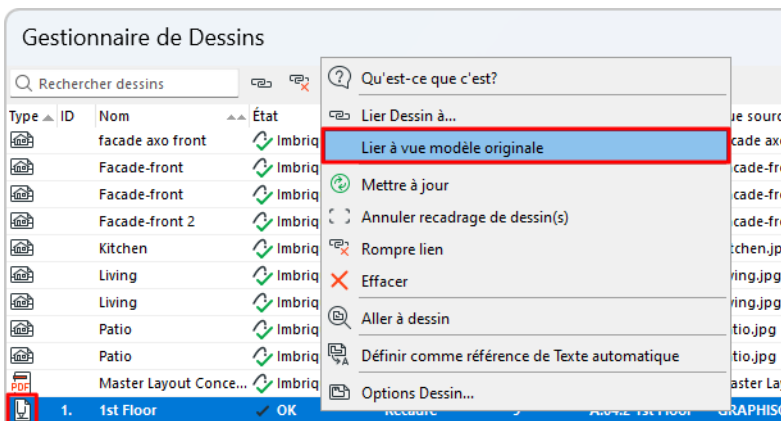 Gestionnaire de Dessins
Rechercher dessins
Type ID Nom État
facade axo front
Facade-front
Facade-front
Facade-front 2
Kitchen
Living
Living
Patio
Patio
PDF Master Layout Conce...
1. 1st Floor OK
Qu'est-ce que c'est?
Lier Dessin à...
Lier à vue modèle originale
Mettre à jour
Annuler recadrage de dessin(s)
Rompre lien
Effacer
Aller à dessin
Définir comme référence de Texte automatique
Options Dessin...